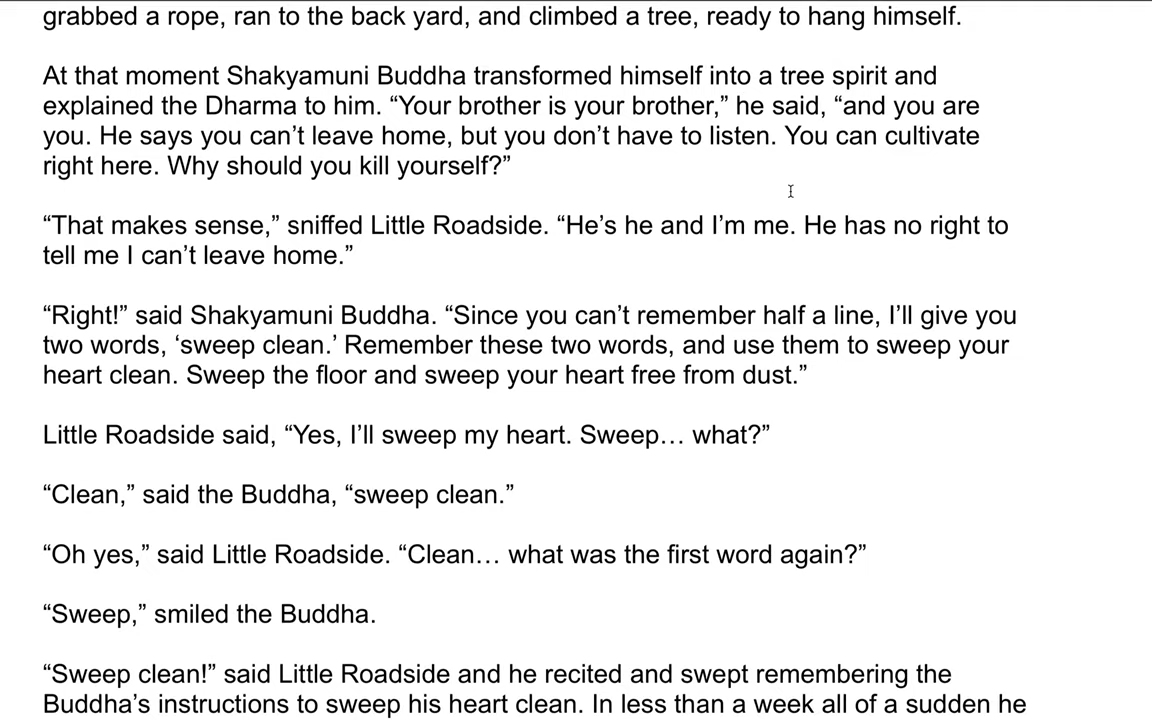 grabbed a rope, ran to the back yard, and climbed a tree, ready to hang himself.
At that moment Shakyamuni Buddha transformed himself into a tree spirit and
explained the Dharma to him. “Your brother is your brother,” he said, “and you are
you. He says you can’t leave home, but you don’t have to listen. You can cultivate
right here. Why should you kill yourself?”
“That makes sense,” sniffed Little Roadside. “He’s he and I’m me. He has no right to
tell me I can’t leave home.”
“Right!” said Shakyamuni Buddha. “Since you can’t remember half a line, I’ll give you
two words, ‘sweep clean.’ Remember these two words, and use them to sweep your
heart clean. Sweep the floor and sweep your heart free from dust.”
Little Roadside said, “Yes, I’ll sweep my heart. Sweep… what?”
“Clean,” said the Buddha, “sweep clean.”
“Oh yes,” said Little Roadside. “Clean… what was the first word again?”
“Sweep,” smiled the Buddha.
“Sweep clean!” said Little Roadside and he recited and swept remembering the
Buddha’s instructions to sweep his heart clean. In less than a week all of a sudden he